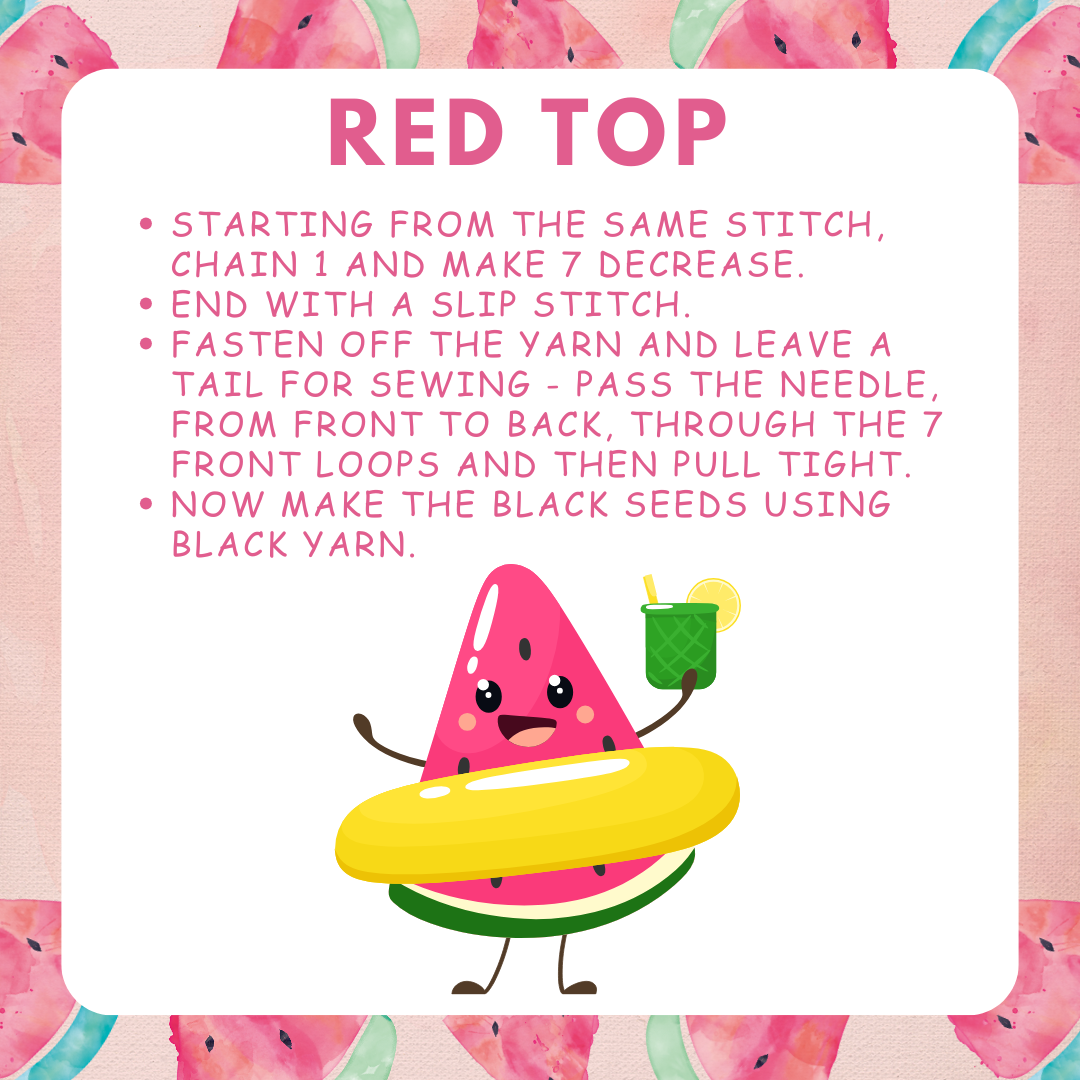 RED TOP
• STARTING FROM THE SAME STITCH,
CHAIN 1 AND MAKE 7 DECREASE.
• END WITH A SLIP STITCH.
• FASTEN OFF THE YARN AND LEAVE A
TAIL FOR SEWING - PASS THE NEEDLE,
FROM FRONT TO BACK, THROUGH THE 7
FRONT LOOPS AND THEN PULL TIGHT.
• NOW MAKE THE BLACK SEEDS USING
BLACK YARN.